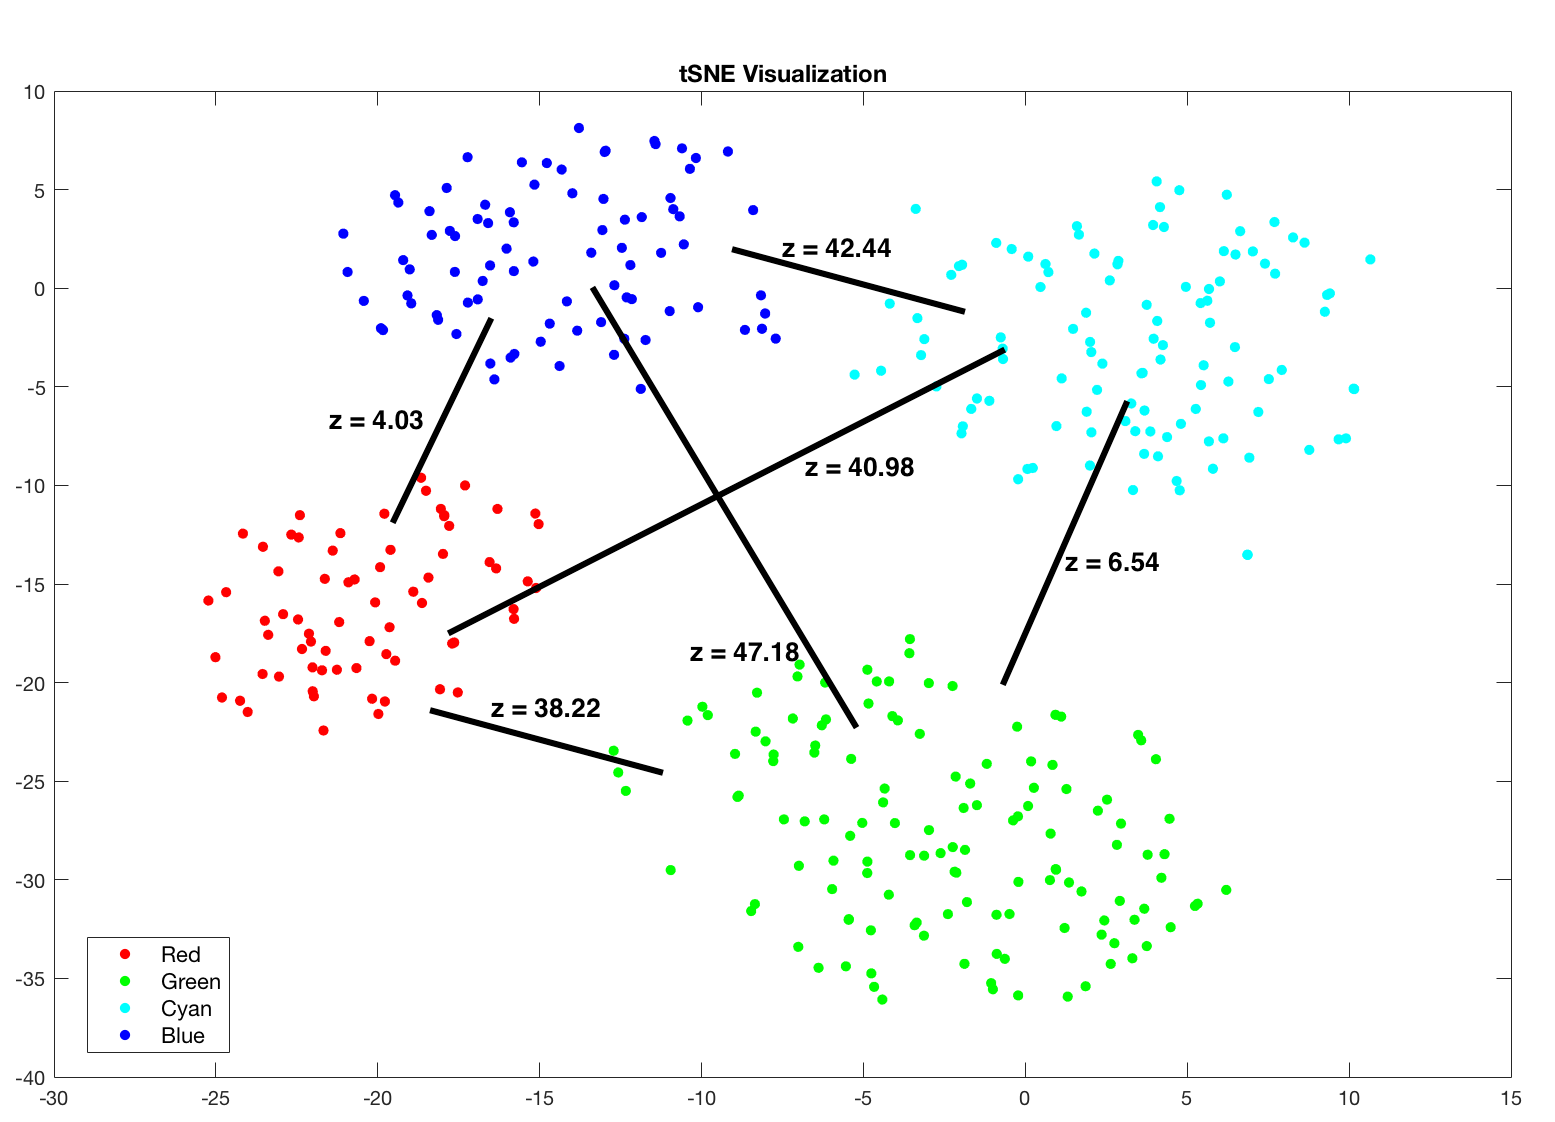 tSNE Visualization
10
5
0
-5
-10
-15
-20
-25
-30
-35
-40
z = 42.44
z = 4.03
z = 40.98
z = 6.54
z = 47.18
z = 38.22
Red
Green
Cyan
Blue
-30 -25 -20 -15 -10 -5 0 5 10 15